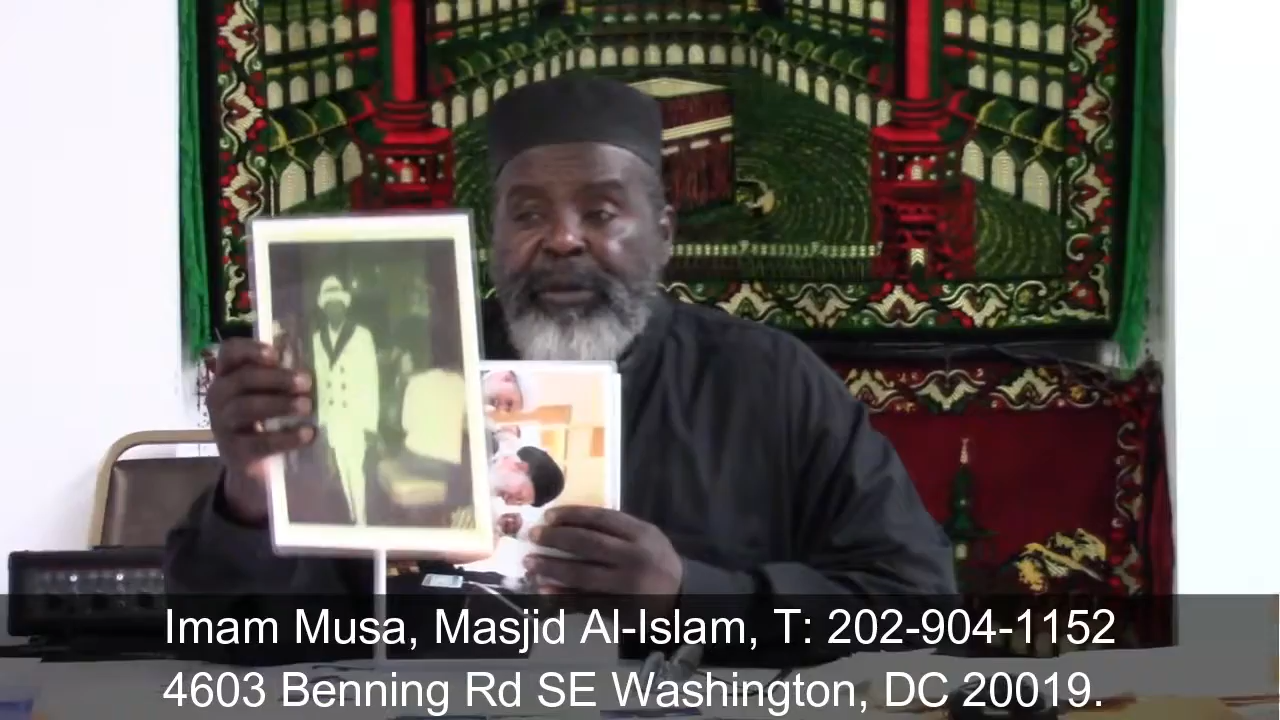 Imam Musa, Masjid Al-Islam, T: 202-904-1152
4603 Benning Rd SE Washington, DC 20019.